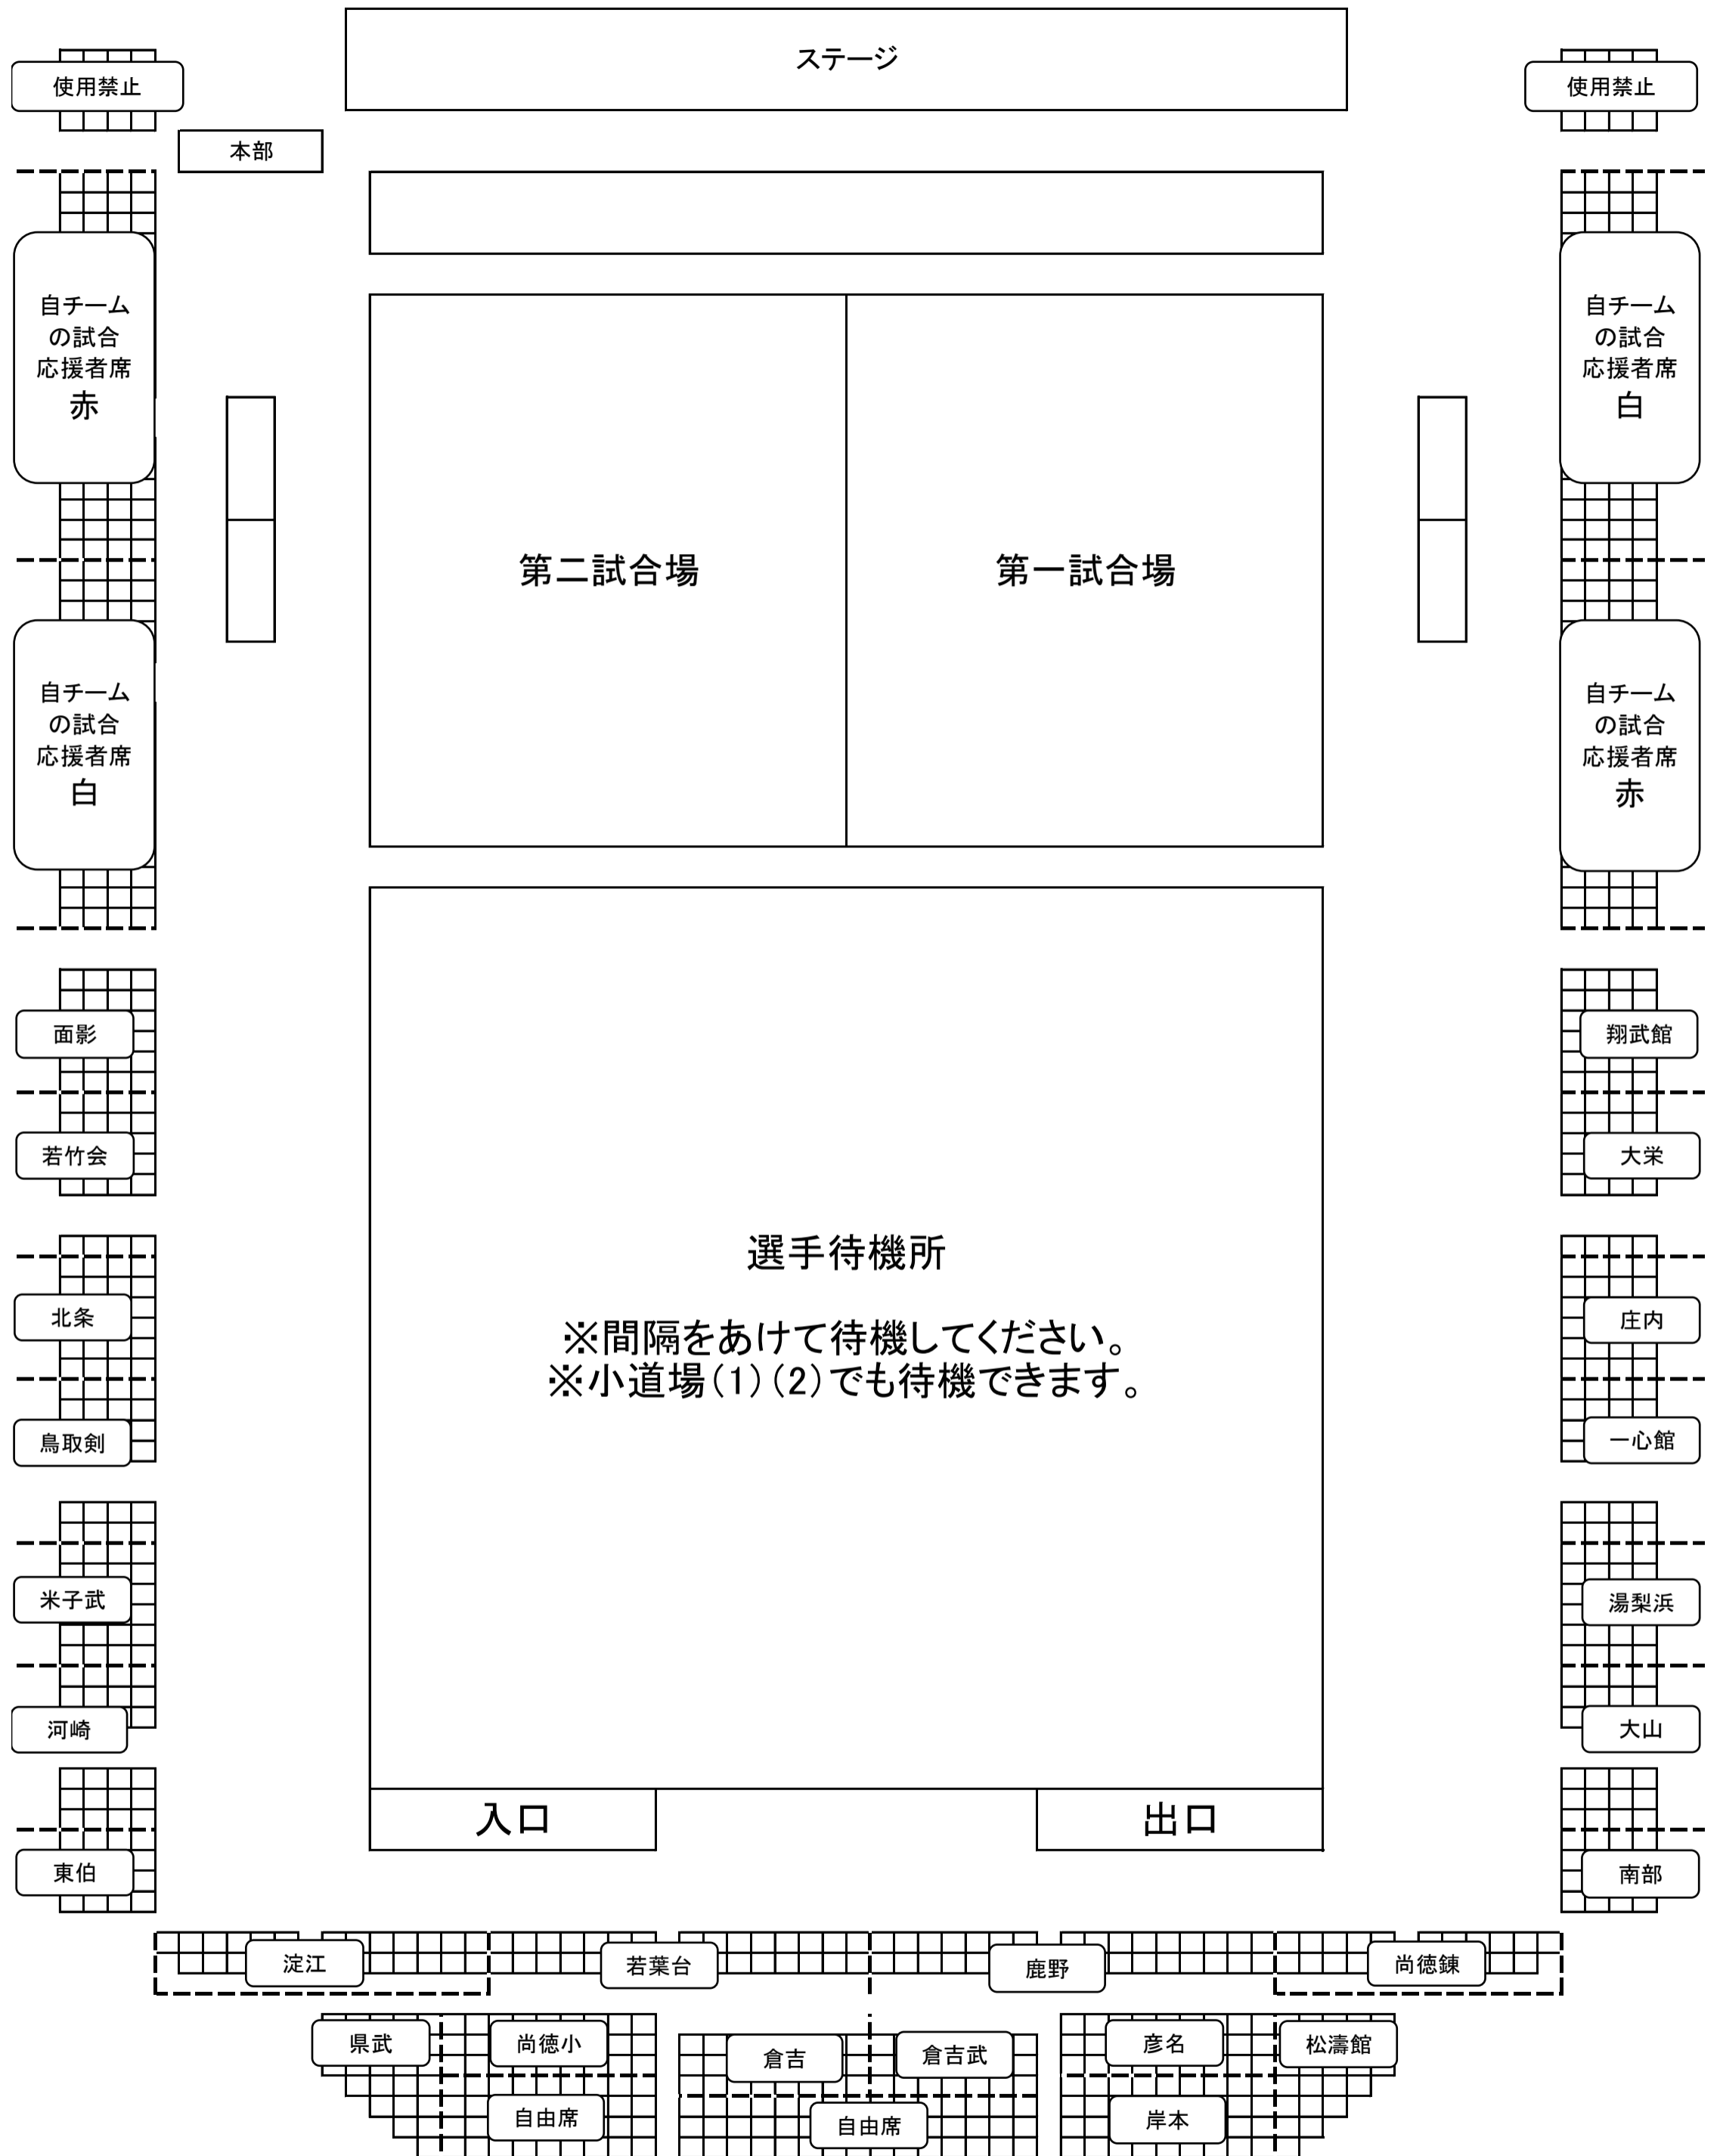 ステージ
使用禁止
使用禁止
本部
自チーム
の試合
応援者席
赤
自チーム
の試合
応援者席
白
第二試合場
第一試合場
自チーム
の試合
応援者席
白
自チーム
の試合
応援者席
赤
面影
翔武館
若竹会
大栄
選手待機所
※間隔をあけて待機してください。
※小道場(1)(2)でも待機できます。
北条
庄内
鳥取剣
一心館
米子武
湯梨浜
河崎
大山
入口
出口
東伯
南部
淀江
若葉台
鹿野
尚徳錬
県武
尚徳小
倉吉
倉吉武
彦名
松濤館
自由席
自由席
岸本